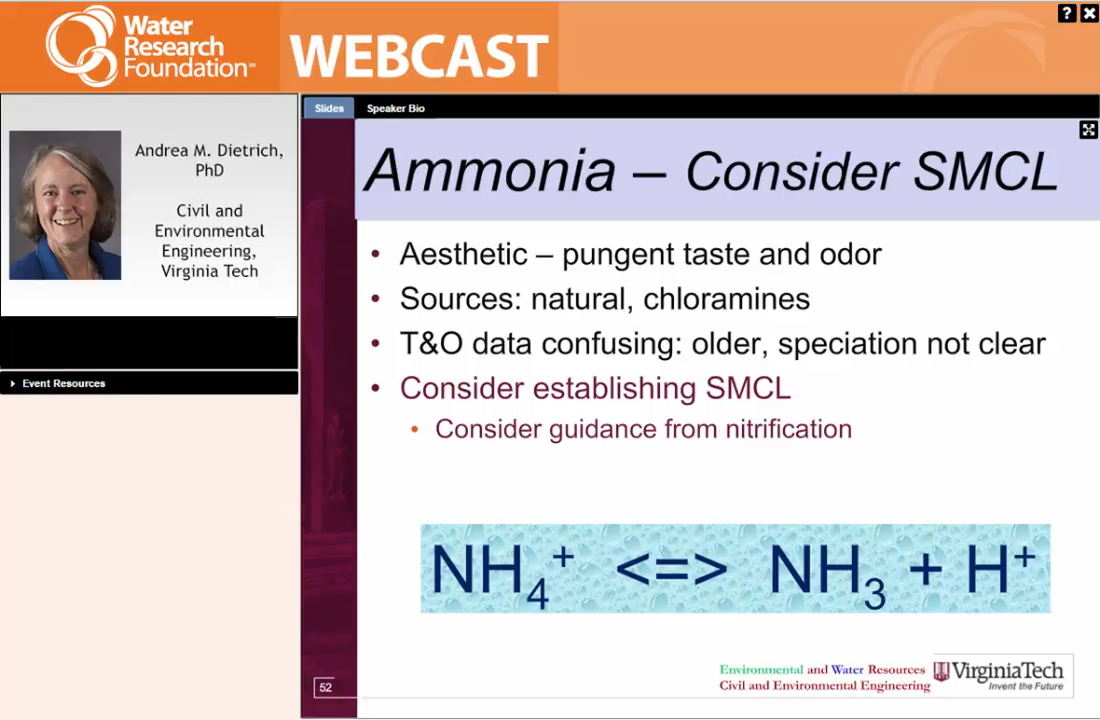 Water
Research
Foundation℠
WEBCAST
Andrea M. Dietrich,
PhD
Civil and
Environmental
Engineering,
Virginia Tech
Event Resources
Slides
Speaker Bio
Ammonia – Consider SMCL
• Aesthetic – pungent taste and odor
• Sources: natural, chloramines
• T&O data confusing: older, speciation not clear
• Consider establishing SMCL
• Consider guidance from nitrification
NH₄⁺ <=> NH₃ + H⁺
52
Environmental and Water Resources
Civil and Environmental Engineering
VirginiaTech
Invent the Future